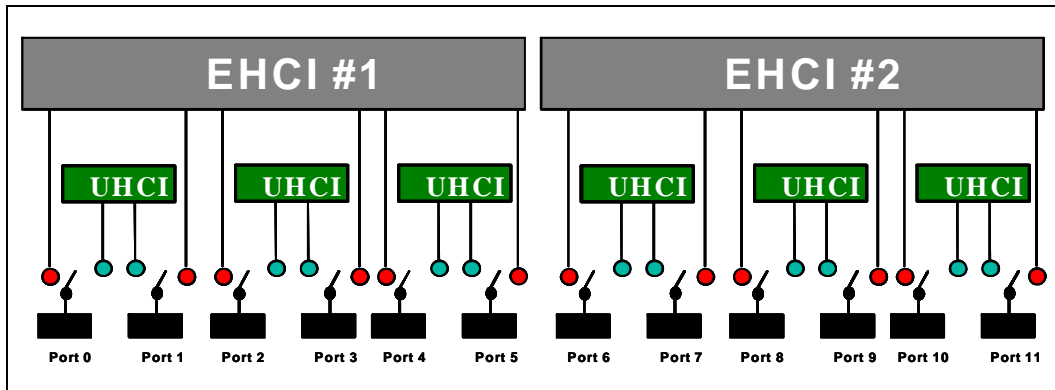 EHCI #1 EHCI #2
UHCI UHCI UHCI UHCI UHCI UHCI
Port 0 Port 1 Port 2 Port 3 Port 4 Port 5 Port 6 Port 7 Port 8 Port 9 Port 10 Port 11